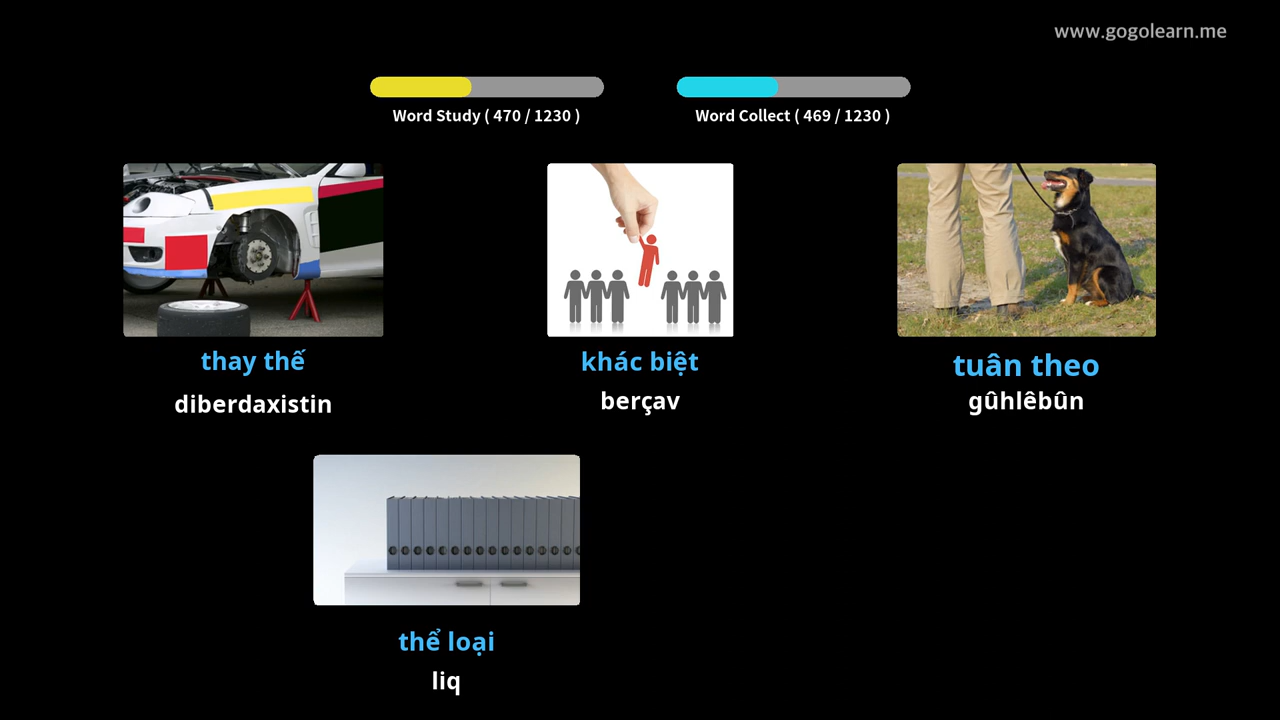 www.gogolearn.me
Word Study ( 470 / 1230 )
Word Collect ( 469 / 1230 )
thay thế
diberdaxistin
khác biệt
berçav
tuân theo
gûhlêbûn
thể loại
liq